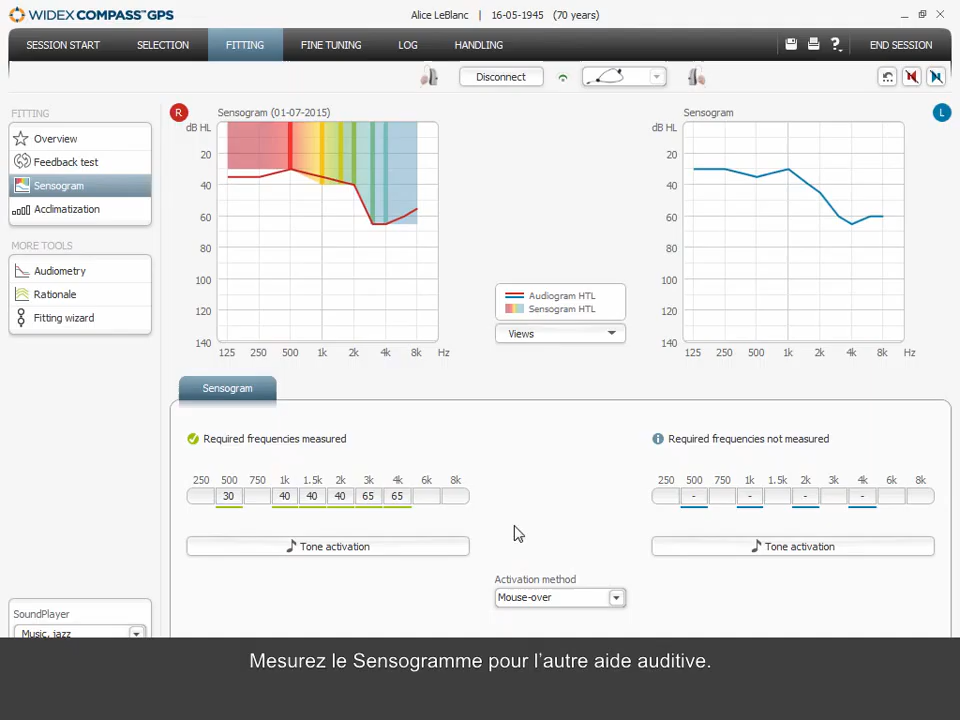 WIDEX COMPASS GPS
Alice LeBlanc | 16-05-1945 (70 years)
SESSION START SELECTION FITTING FINE TUNING LOG HANDLING ? END SESSION
Disconnect
FITTING
Overview
Feedback test
Sensogram
Acclimatization
MORE TOOLS
Audiometry
Rationale
Fitting wizard
R Sensogram (01-07-2015)
dB HL
20
40
60
80
100
120
140
125 250 500 1k 2k 4k 8k Hz
Audiogram HTL
Sensogram HTL
Views
Sensogram L
dB HL
20
40
60
80
100
120
140
125 250 500 1k 2k 4k 8k Hz
Sensogram
Required frequencies measured
250 500 750 1k 1.5k 2k 3k 4k 6k 8k
30 40 40 40 65 65
Tone activation
Required frequencies not measured
250 500 750 1k 1.5k 2k 3k 4k 6k 8k
- - - -
Tone activation
Activation method
Mouse-over
SoundPlayer
Music, jazz
Mesurez le Sensogramme pour l’autre aide auditive.